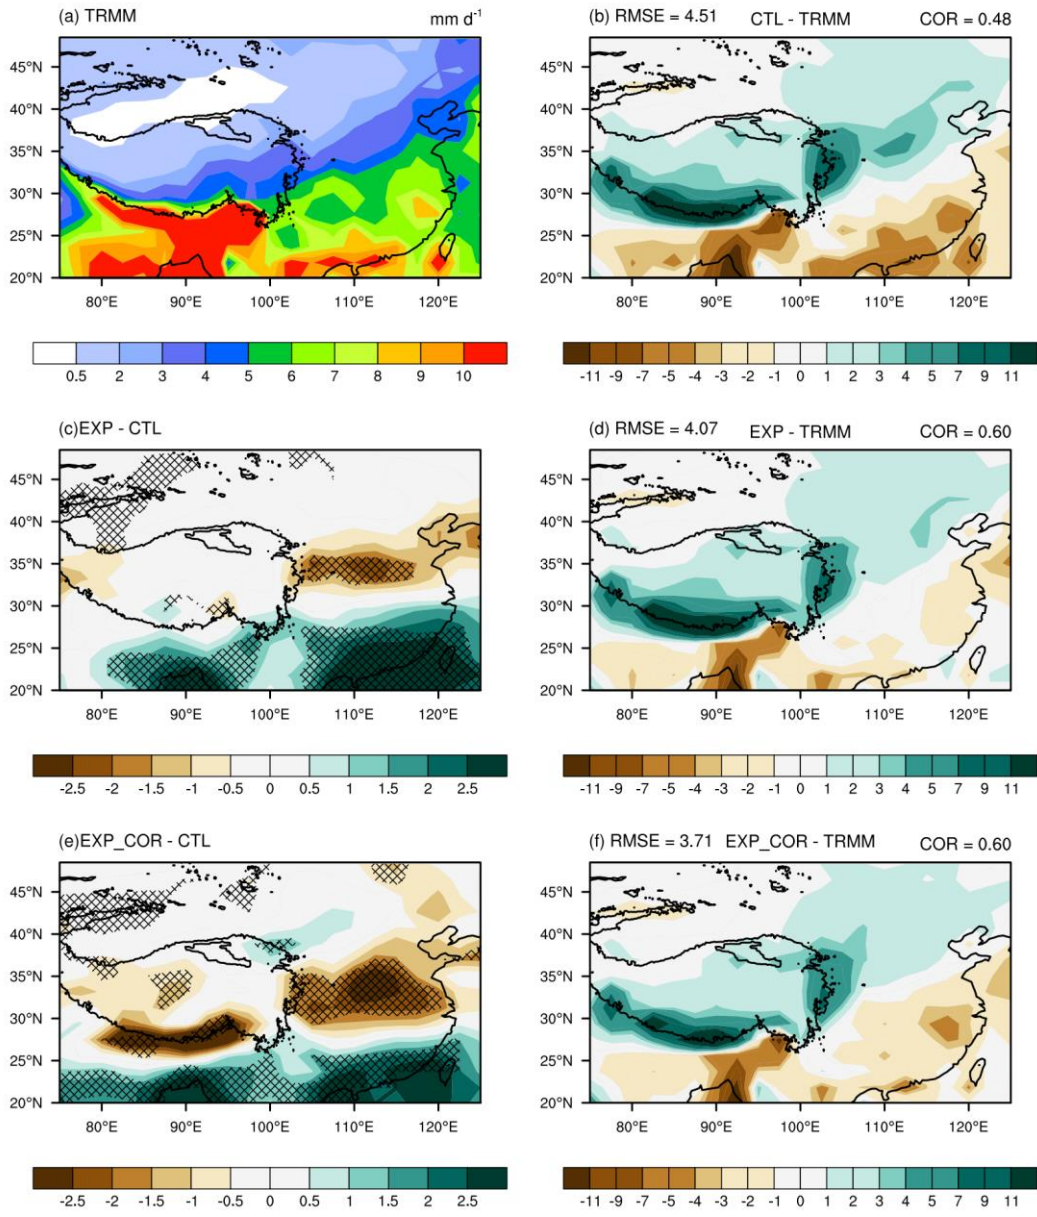 (a) TRMM mm d⁻¹
45°N
40°N
35°N
30°N
25°N
20°N
80°E 90°E 100°E 110°E 120°E
0.5 2 3 4 5 6 7 8 9 10
(b) RMSE = 4.51 CTL - TRMM COR = 0.48
45°N
40°N
35°N
30°N
25°N
20°N
80°E 90°E 100°E 110°E 120°E
-11 -9 -7 -5 -4 -3 -2 -1 0 1 2 3 4 5 7 9 11
(c)EXP - CTL
45°N
40°N
35°N
30°N
25°N
20°N
80°E 90°E 100°E 110°E 120°E
-2.5 -2 -1.5 -1 -0.5 0 0.5 1 1.5 2 2.5
(d) RMSE = 4.07 EXP - TRMM COR = 0.60
45°N
40°N
35°N
30°N
25°N
20°N
80°E 90°E 100°E 110°E 120°E
-11 -9 -7 -5 -4 -3 -2 -1 0 1 2 3 4 5 7 9 11
(e)EXP_COR - CTL
45°N
40°N
35°N
30°N
25°N
20°N
80°E 90°E 100°E 110°E 120°E
-2.5 -2 -1.5 -1 -0.5 0 0.5 1 1.5 2 2.5
(f) RMSE = 3.71 EXP_COR - TRMM COR = 0.60
45°N
40°N
35°N
30°N
25°N
20°N
80°E 90°E 100°E 110°E 120°E
-11 -9 -7 -5 -4 -3 -2 -1 0 1 2 3 4 5 7 9 11